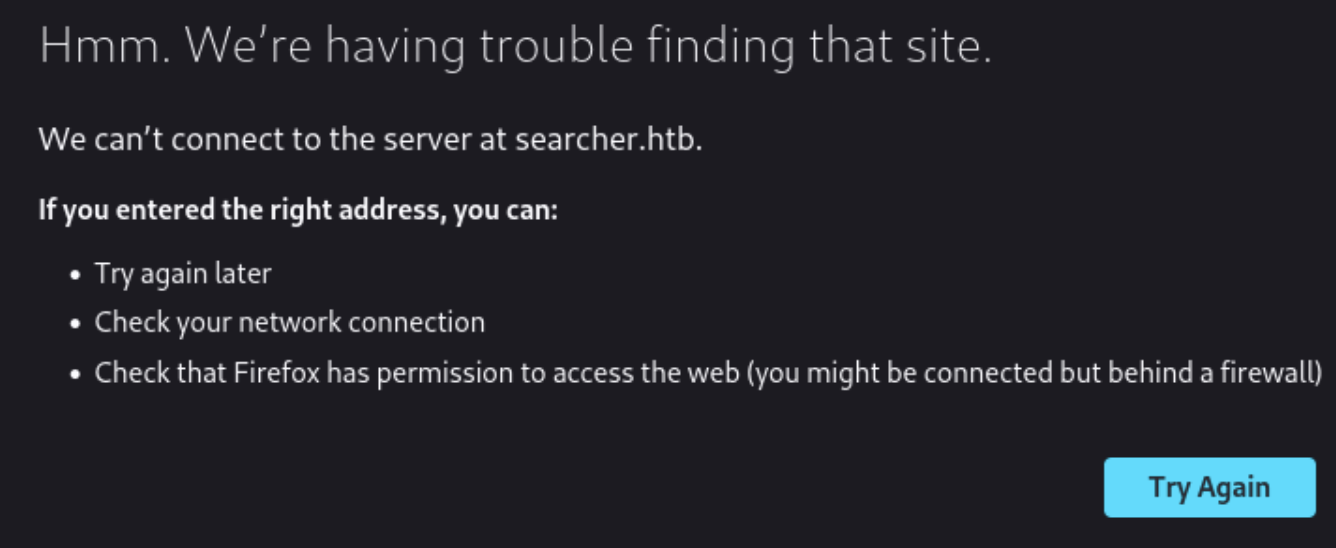 Hmm. We’re having trouble finding that site.
We can’t connect to the server at searcher.htb.
If you entered the right address, you can:
• Try again later
• Check your network connection
• Check that Firefox has permission to access the web (you might be connected but behind a firewall)
Try Again